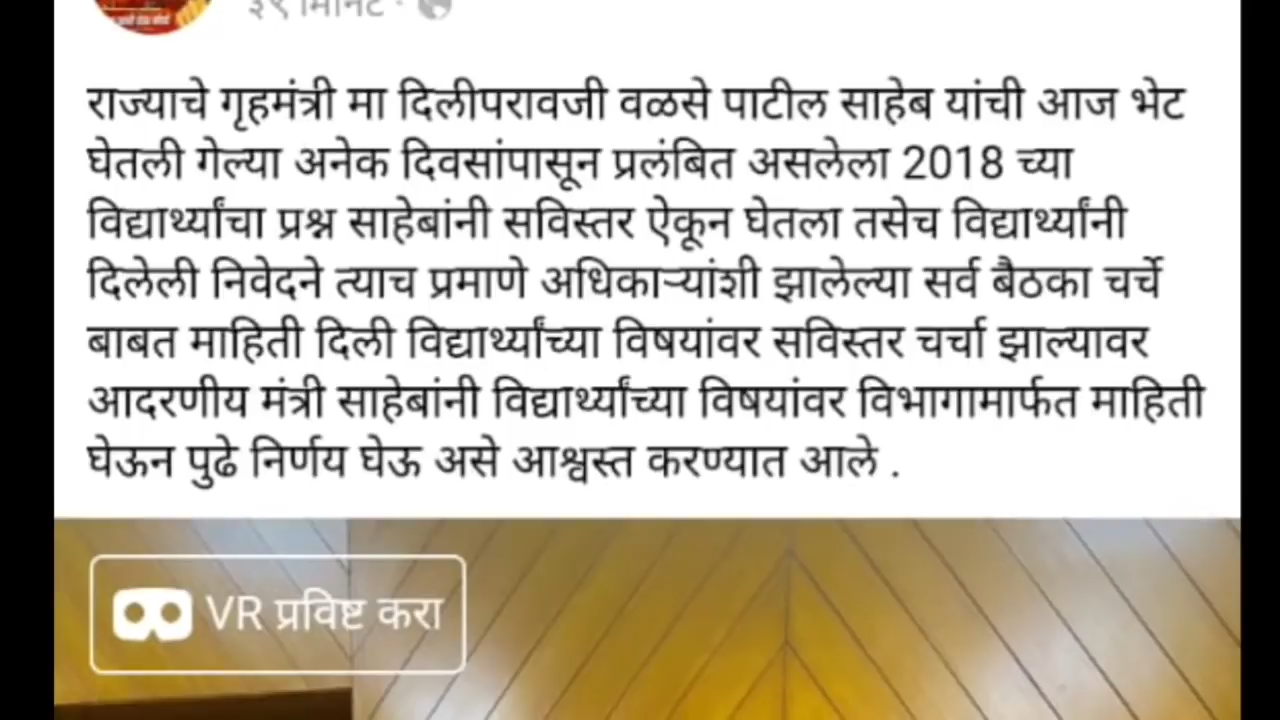 ३९ मिनिट ·
राज्याचे गृहमंत्री मा दिलीपरावजी वळसे पाटील साहेब यांची आज भेट
घेतली गेल्या अनेक दिवसांपासून प्रलंबित असलेला 2018 च्या
विद्यार्थ्यांचा प्रश्न साहेबांनी सविस्तर ऐकून घेतला तसेच विद्यार्थ्यांनी
दिलेली निवेदने त्याच प्रमाणे अधिकाऱ्यांशी झालेल्या सर्व बैठका चर्चे
बाबत माहिती दिली विद्यार्थ्यांच्या विषयांवर सविस्तर चर्चा झाल्यावर
आदरणीय मंत्री साहेबांनी विद्यार्थ्यांच्या विषयांवर विभागामार्फत माहिती
घेऊन पुढे निर्णय घेऊ असे आश्वस्त करण्यात आले .
VR प्रविष्ट करा